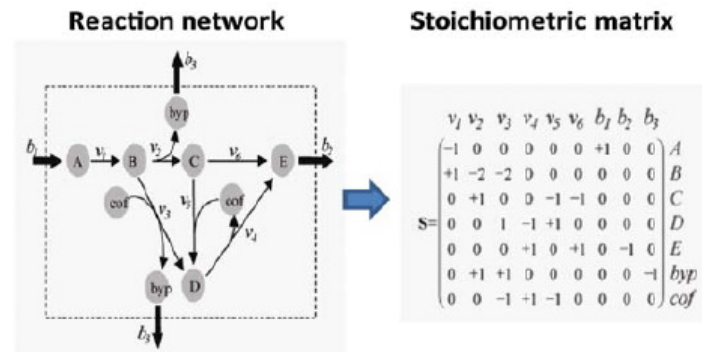 Reaction network
Stoichiometric matrix
b3
byp
v1 v2 v3 v4 v5 v6 b1 b2 b3
b1 A v1 B v2 C v6 E b2
-1 0 0 0 0 0 +1 0 0 A
+1 -2 -2 0 0 0 0 0 0 B
cof v3 v5 cof v4
0 +1 0 0 -1 -1 0 0 0 C
S= 0 0 1 -1 +1 0 0 0 0 D
0 0 0 +1 0 +1 0 -1 0 E
byp D
0 +1 +1 0 0 0 0 0 -1 byp
0 0 -1 +1 -1 0 0 0 0 cof
b3